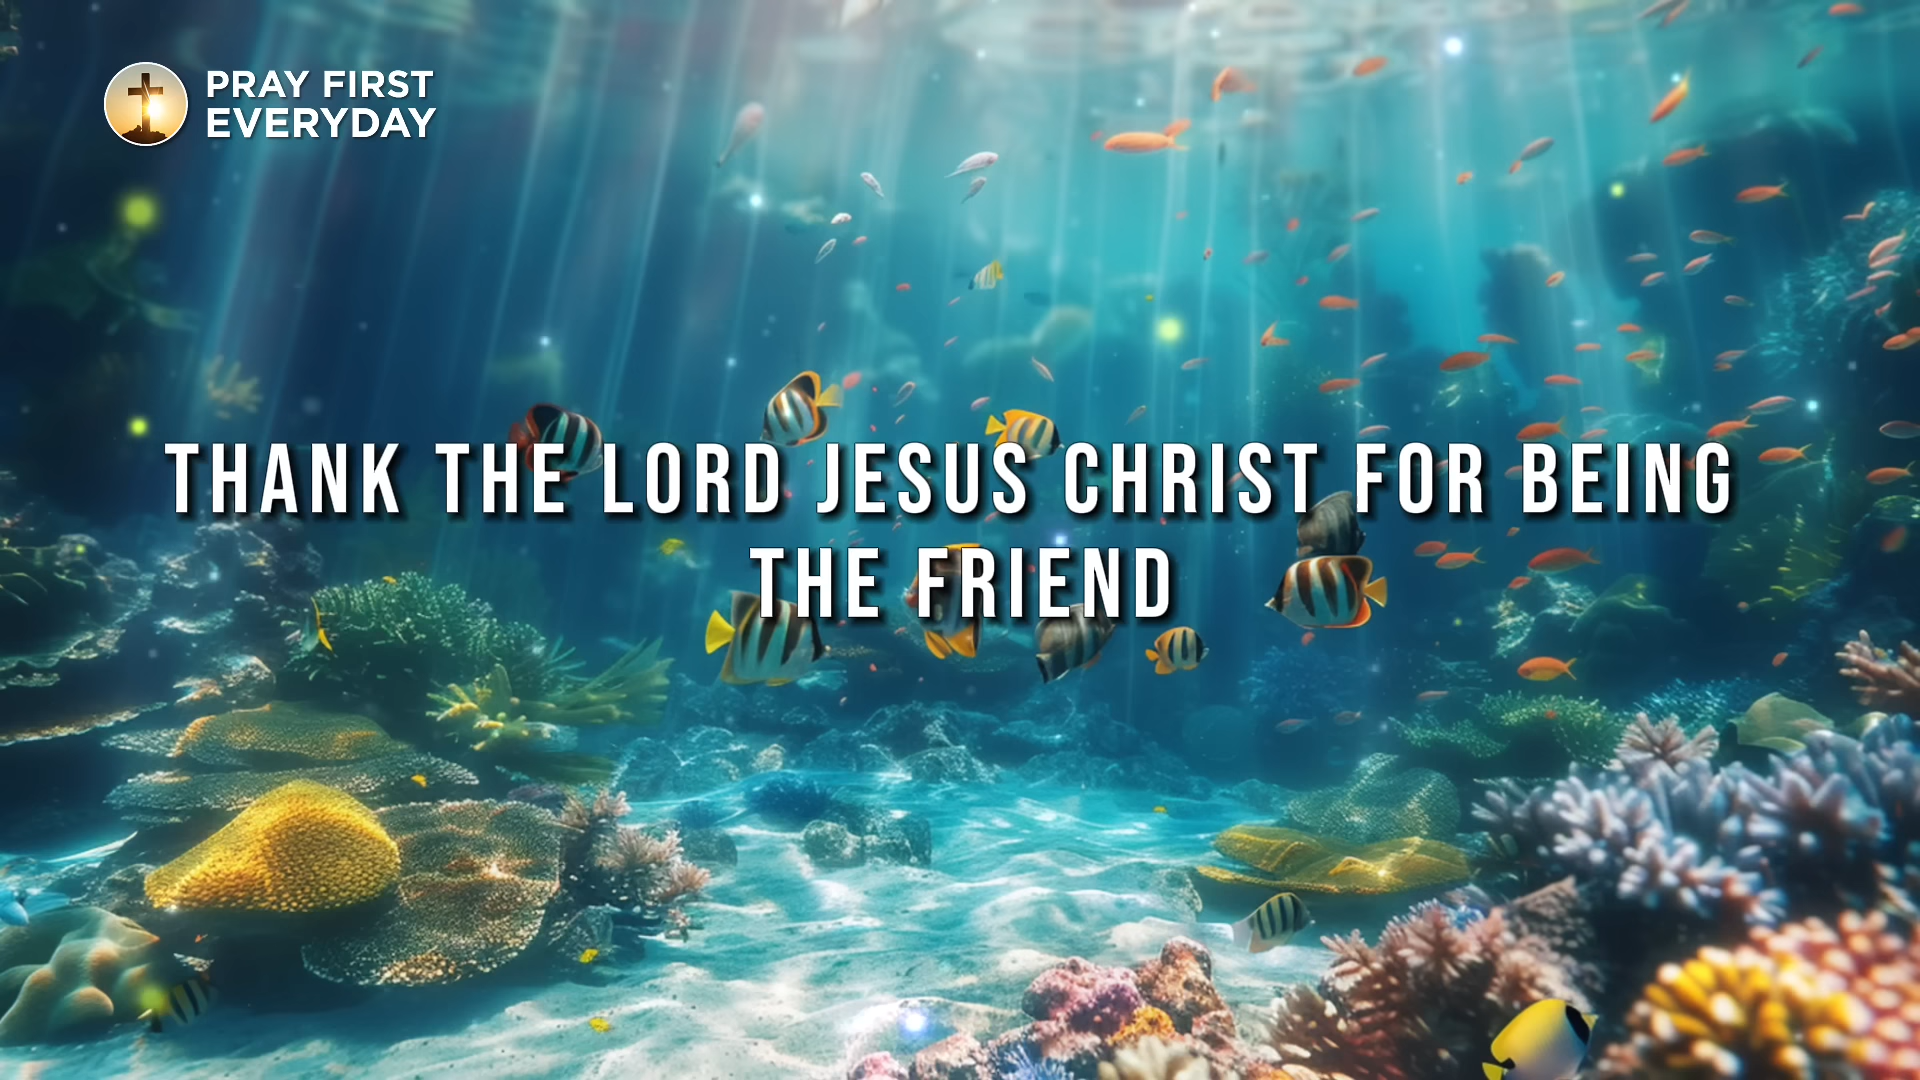 PRAY FIRST
EVERYDAY
THANK THE LORD JESUS CHRIST FOR BEING
THE FRIEND